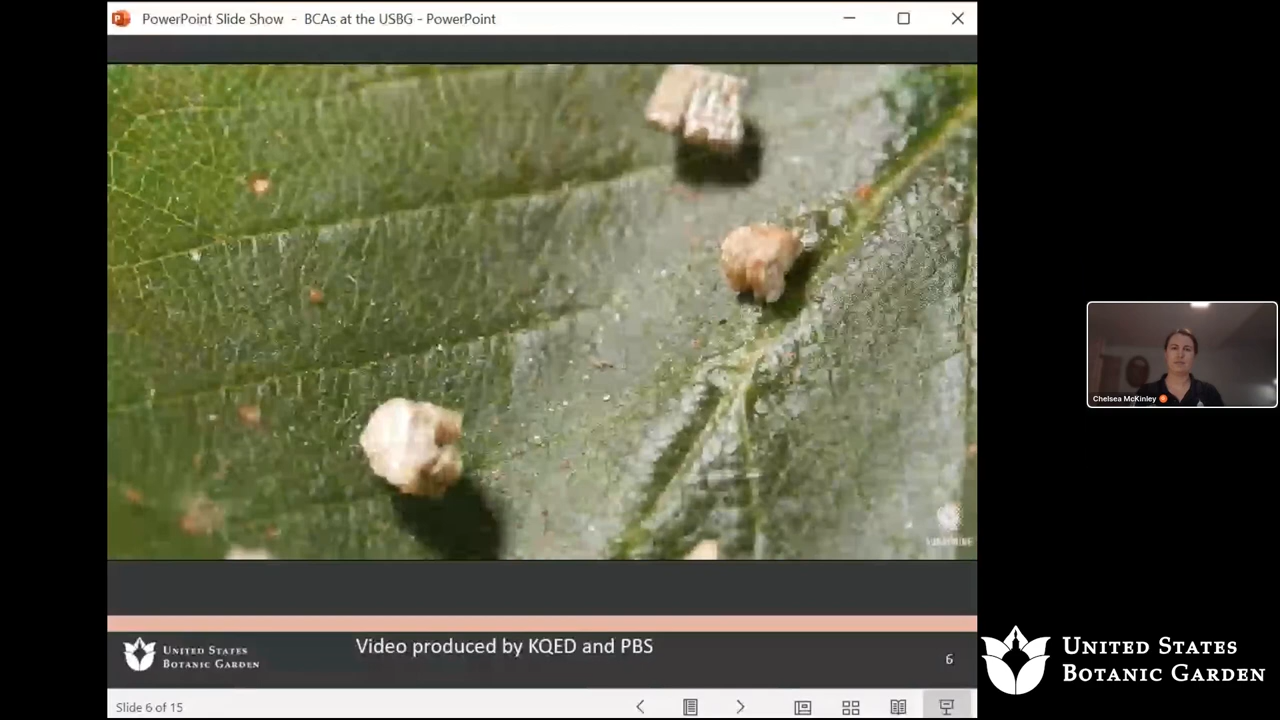 PowerPoint Slide Show - BCAs at the USBG - PowerPoint
Chelsea McKinley
UNITED STATES
BOTANIC GARDEN
Video produced by KQED and PBS
6
UNITED STATES
BOTANIC GARDEN
Slide 6 of 15